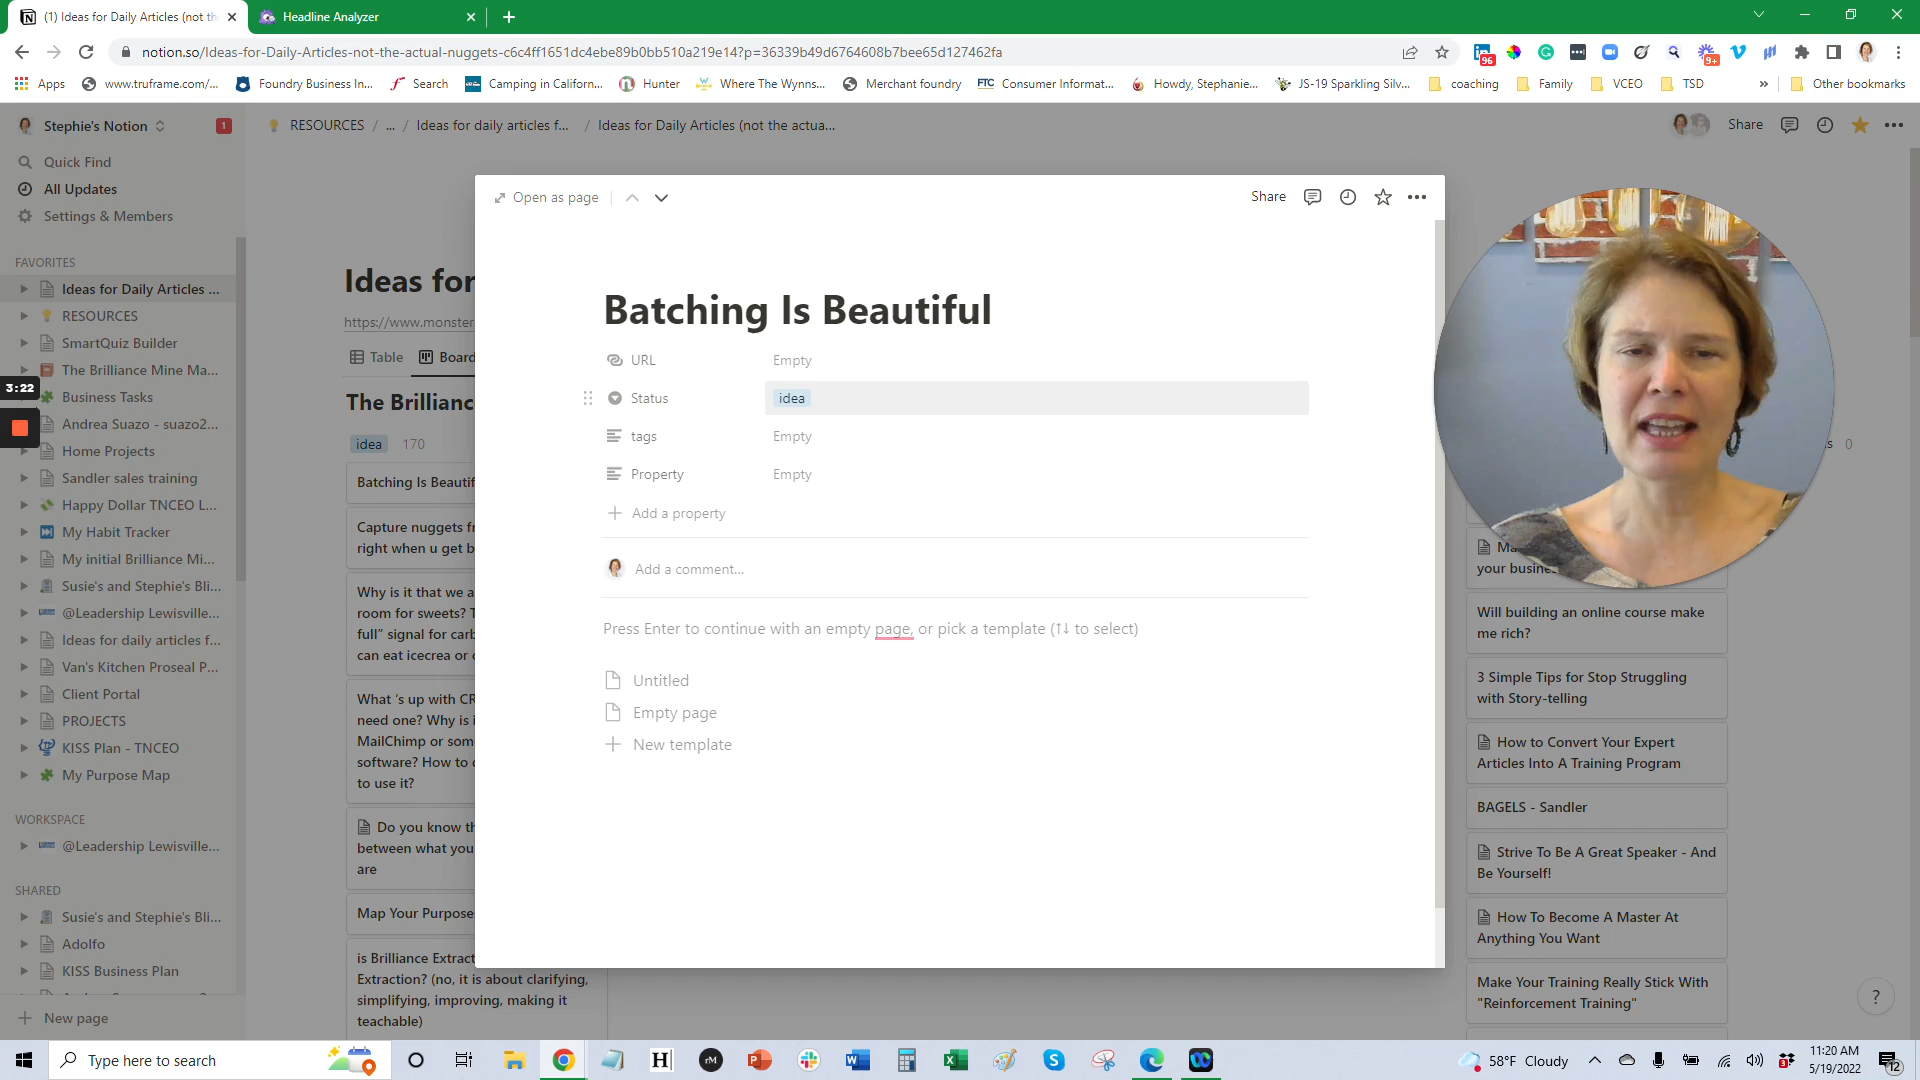 (1) Ideas for Daily Articles (not th
Headline Analyzer
notion.so/Ideas-for-Daily-Articles-not-the-actual-nuggets-c6c4ff1651dc4ebe89b0bb510a219e14?p=36339b49d6764608b7bee65d127462fa
96
9+
Apps
www.truframe.com/...
Foundry Business In...
Search
Camping in Californ...
Hunter
Where The Wynns...
Merchant foundry
FTC Consumer Informat...
Howdy, Stephanie...
JS-19 Sparkling Silv...
coaching
Family
VCEO
TSD
»
Other bookmarks
Stephie's Notion
1
RESOURCES / ... / Ideas for daily articles f... / Ideas for Daily Articles (not the actua...
Share
Quick Find
All Updates
Settings & Members
FAVORITES
Ideas for Daily Articles ...
RESOURCES
SmartQuiz Builder
The Brilliance Mine Ma...
Business Tasks
Andrea Suazo - suazo2...
Home Projects
Sandler sales training
Happy Dollar TNCEO L...
My Habit Tracker
My initial Brilliance Mi...
Susie's and Stephie's Bli...
@Leadership Lewisville...
Ideas for daily articles f...
Van's Kitchen Proseal P...
Client Portal
PROJECTS
KISS Plan - TNCEO
My Purpose Map
WORKSPACE
@Leadership Lewisville...
SHARED
Susie's and Stephie's Bli...
Adolfo
KISS Business Plan
New page
3:22
Ideas for
https://www.monster
Table
Board
The Brillianc
idea 170
Batching Is Beautif
Capture nuggets fr
right when u get b
Why is it that we a
room for sweets? T
full" signal for carb
can eat icecrea or c
What 's up with CR
need one? Why is i
MailChimp or som
software? How to c
to use it?
Do you know th
between what you
are
Map Your Purpose
is Brilliance Extract
Extraction? (no, it is about clarifying,
simplifying, improving, making it
teachable)
Open as page
Share
Batching Is Beautiful
URL Empty
Status idea
tags Empty
Property Empty
Add a property
Add a comment...
Press Enter to continue with an empty page, or pick a template (↑↓ to select)
Untitled
Empty page
New template
s 0
Ma
your busine
Will building an online course make
me rich?
3 Simple Tips for Stop Struggling
with Story-telling
How to Convert Your Expert
Articles Into A Training Program
BAGELS - Sandler
Strive To Be A Great Speaker - And
Be Yourself!
How To Become A Master At
Anything You Want
Make Your Training Really Stick With
"Reinforcement Training"
?
Type here to search
H
rM
58°F Cloudy
11:20 AM
5/19/2022
12